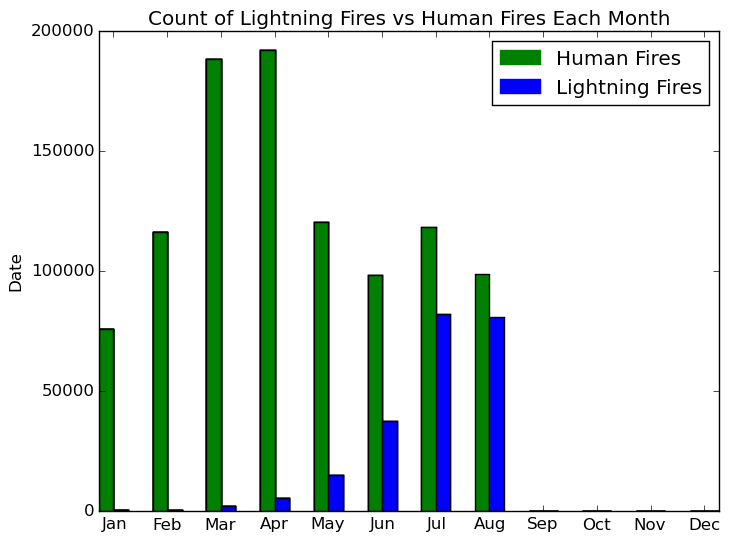 Count of Lightning Fires vs Human Fires Each Month
Human Fires
Lightning Fires
200000
150000
100000
50000
0
Date
Jan Feb Mar Apr May Jun Jul Aug Sep Oct Nov Dec